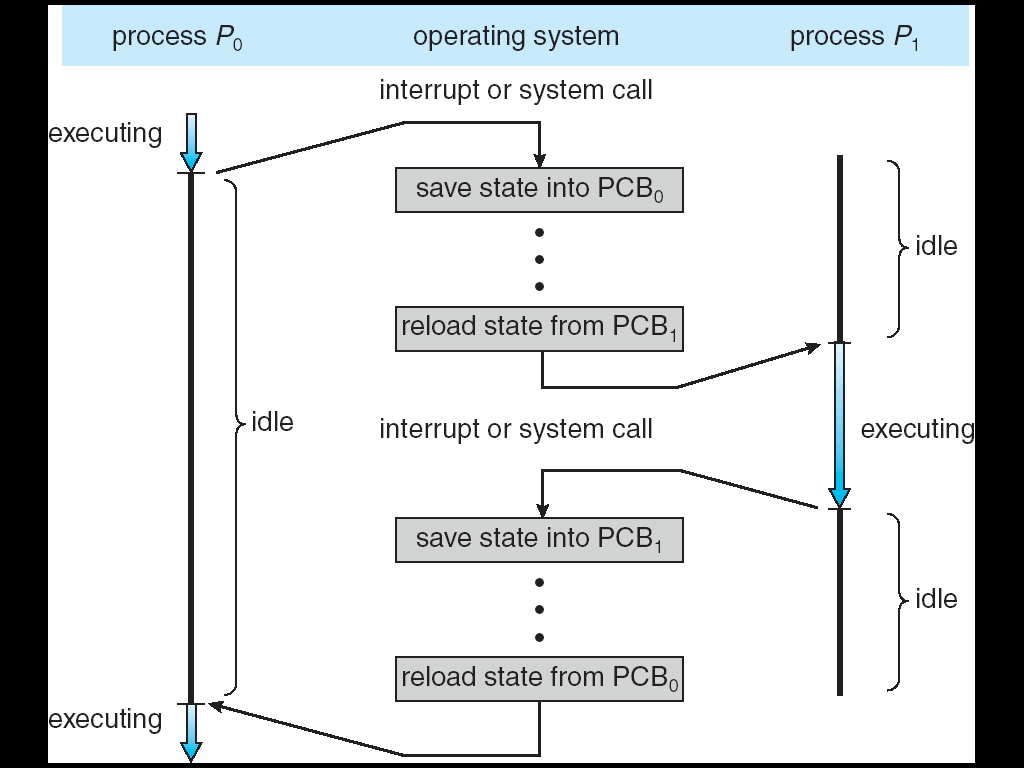 process P0 operating system process P1
interrupt or system call
executing
save state into PCB0
idle
reload state from PCB1
idle
interrupt or system call
executing
save state into PCB1
idle
reload state from PCB0
executing